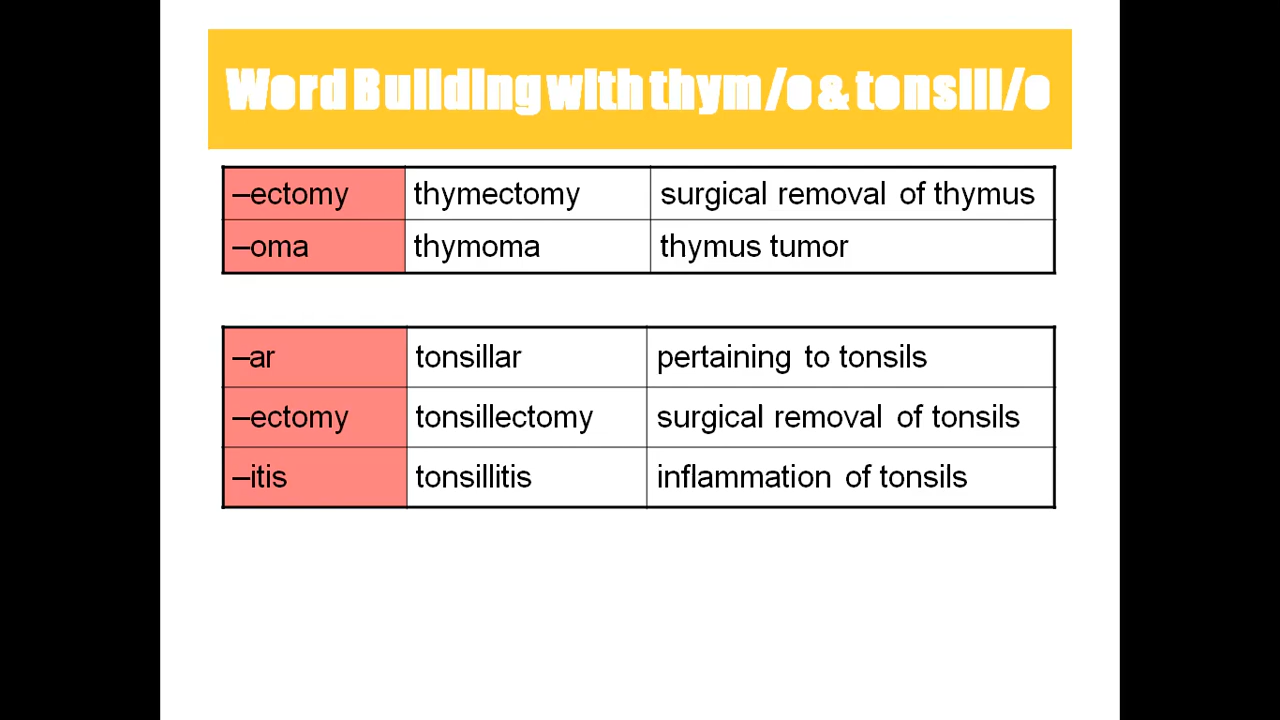 Word Building with thym/o & tonsill/o
–ectomy thymectomy surgical removal of thymus
–oma thymoma thymus tumor
–ar tonsillar pertaining to tonsils
–ectomy tonsillectomy surgical removal of tonsils
–itis tonsillitis inflammation of tonsils